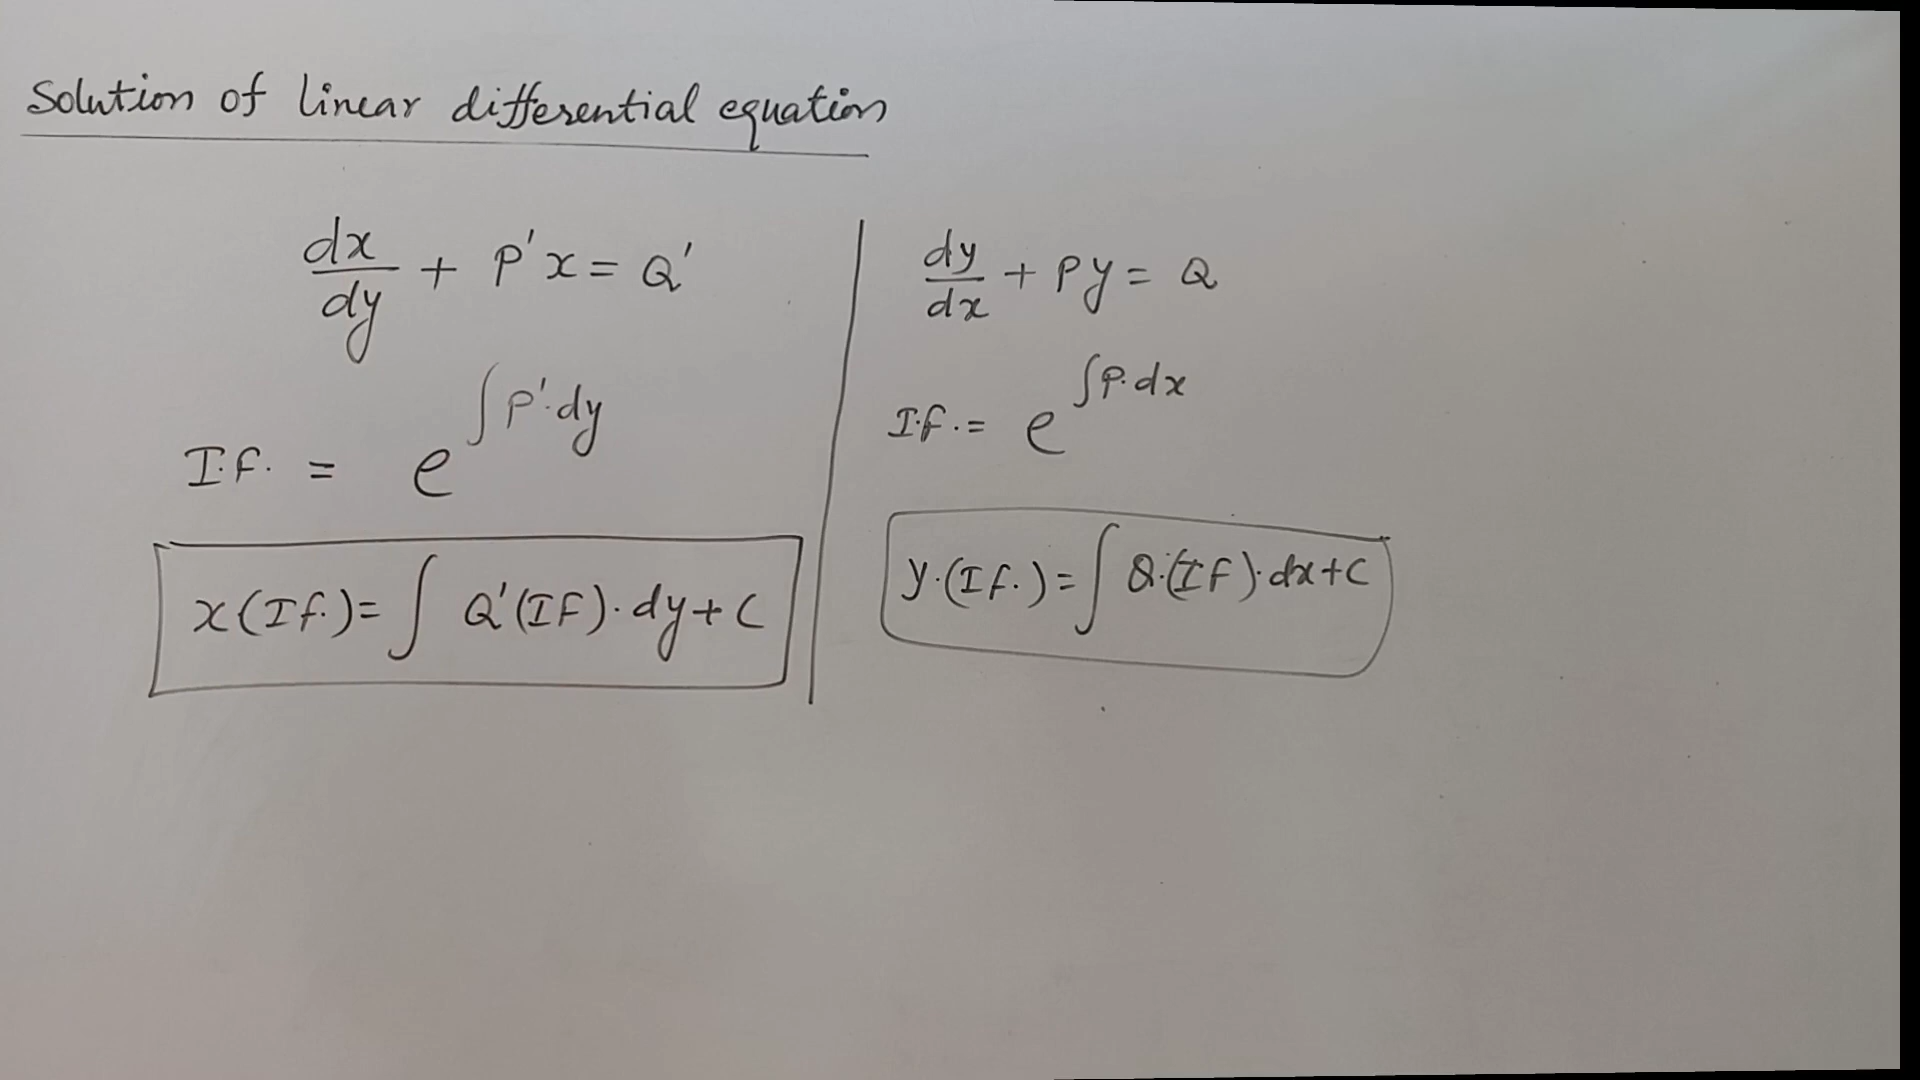 Solution of linear differential equation
dx/dy + P'x = Q'
I.F. = e^∫P'·dy
x(I.F.) = ∫ Q'(IF)·dy + C
dy/dx + Py = Q
I.F. = e^∫P·dx
y·(I.F.) = ∫ Q·(IF)·dx + C